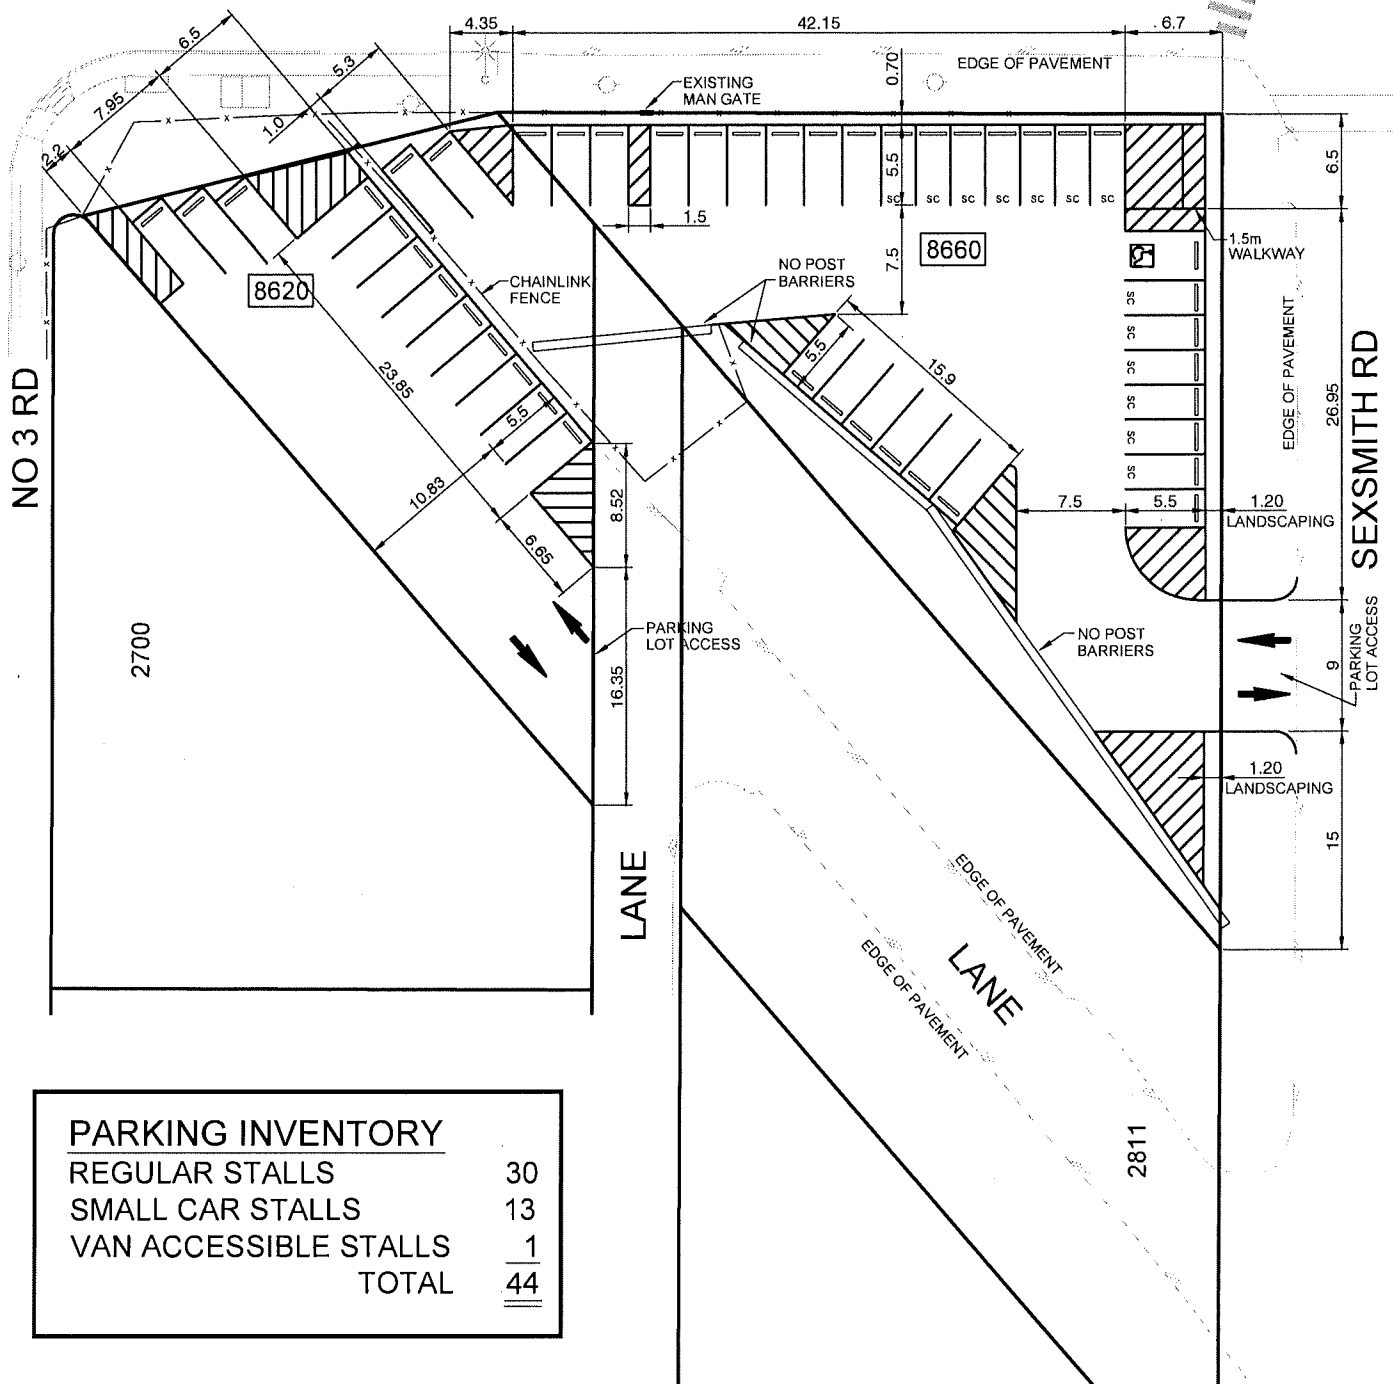 4.35
42.15
6.7
6.5
5.3
7.95
1.0
2.2
0.70
EDGE OF PAVEMENT
EXISTING
MAN GATE
5.5
6.5
SC
SC
SC
SC
SC
SC
1.5
7.5
8660
1.5m
WALKWAY
8620
CHAINLINK
FENCE
NO POST
BARRIERS
SC
SC
SC
SC
SC
SC
EDGE OF PAVEMENT
23.85
5.5
15.9
26.95
NO 3 RD
SEXSMITH RD
5.5
10.83
8.52
6.65
7.5
5.5
1.20
LANDSCAPING
2700
PARKING
LOT ACCESS
16.35
NO POST
BARRIERS
9
PARKING
LOT ACCESS
1.20
LANDSCAPING
15
LANE
EDGE OF PAVEMENT
LANE
EDGE OF PAVEMENT
2811
PARKING INVENTORY
REGULAR STALLS 30
SMALL CAR STALLS 13
VAN ACCESSIBLE STALLS 1
TOTAL 44